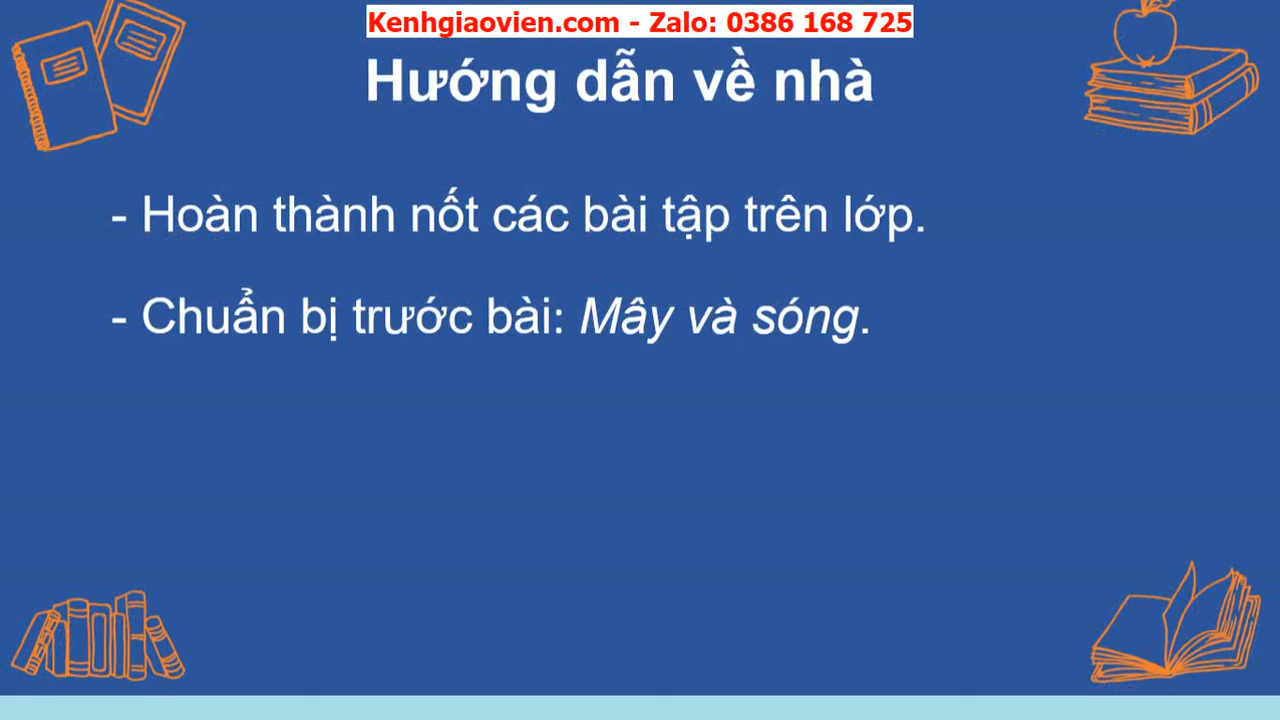 Kenhgiaovien.com - Zalo: 0386 168 725
Hướng dẫn về nhà
- Hoàn thành nốt các bài tập trên lớp.
- Chuẩn bị trước bài: Mây và sóng.